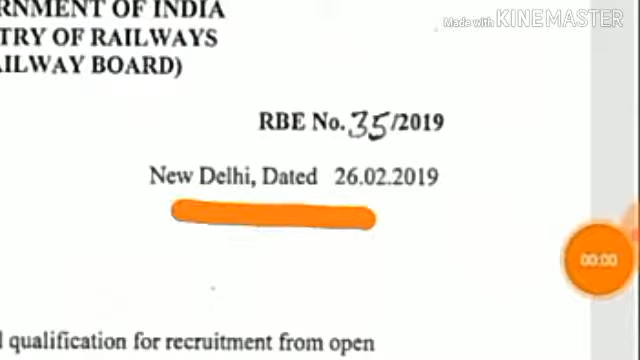 RNMENT OF INDIA
TRY OF RAILWAYS
AILWAY BOARD)
Made with KINEMASTER
RBE No. 35/2019
New Delhi, Dated 26.02.2019
00:00
qualification for recruitment from open